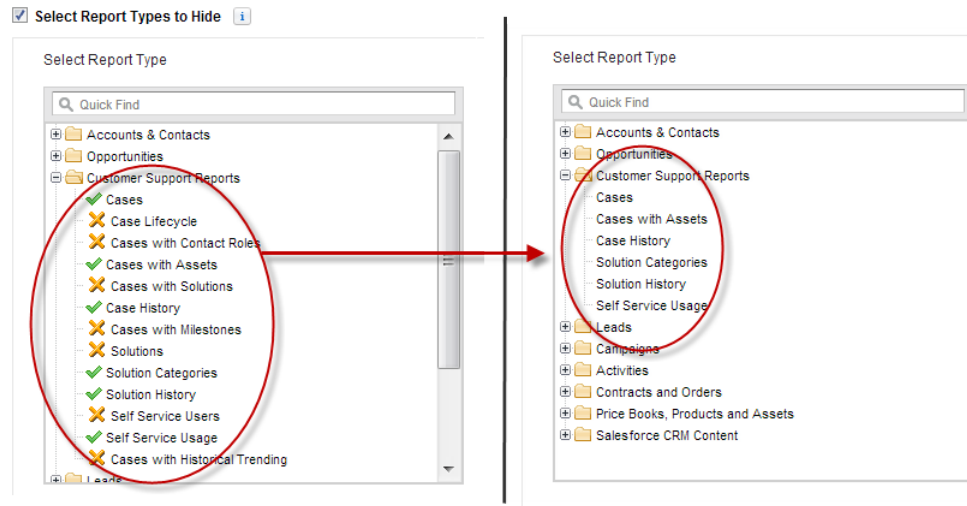 Select Report Types to Hide i
Select Report Type
Quick Find
Accounts & Contacts
Opportunities
Customer Support Reports
Cases
Case Lifecycle
Cases with Contact Roles
Cases with Assets
Cases with Solutions
Case History
Cases with Milestones
Solutions
Solution Categories
Solution History
Self Service Users
Self Service Usage
Cases with Historical Trending
Leads
Select Report Type
Quick Find
Accounts & Contacts
Opportunities
Customer Support Reports
Cases
Cases with Assets
Case History
Solution Categories
Solution History
Self Service Usage
Leads
Campaigns
Activities
Contracts and Orders
Price Books, Products and Assets
Salesforce CRM Content